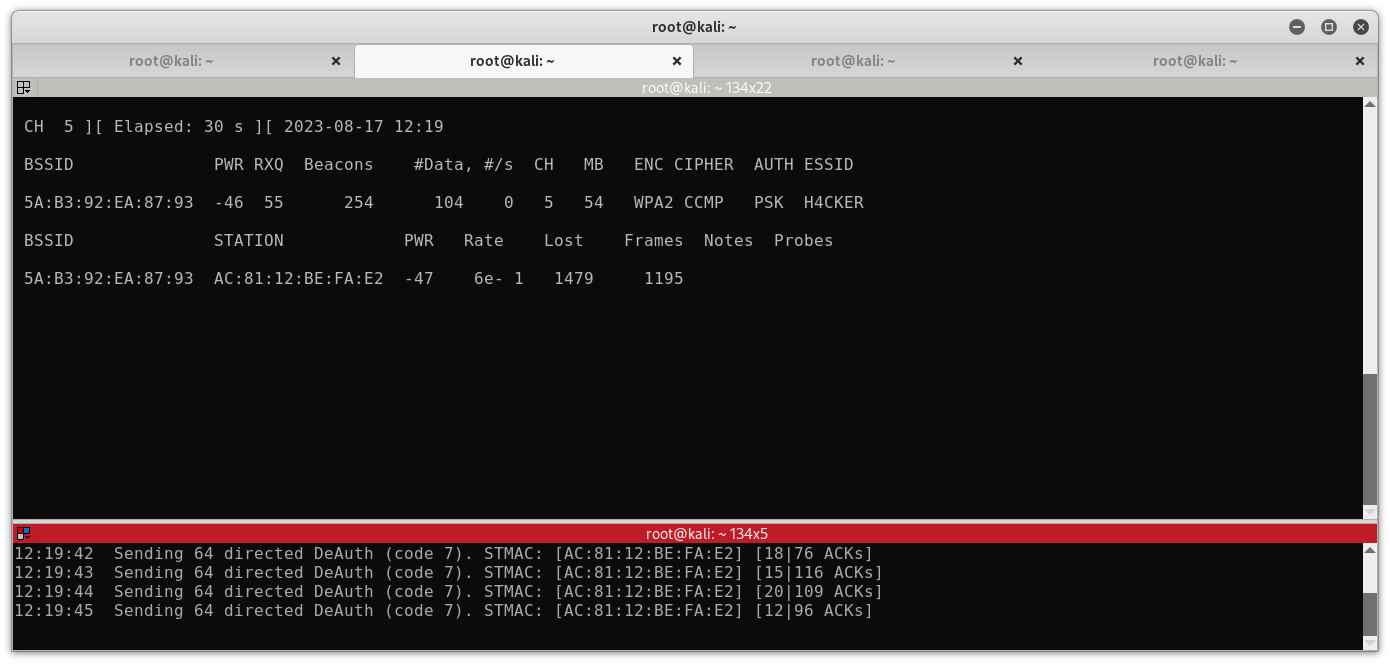 root@kali: ~
root@kali: ~ root@kali: ~ root@kali: ~ root@kali: ~
root@kali: ~ 134x22
CH  5 ][ Elapsed: 30 s ][ 2023-08-17 12:19
BSSID              PWR RXQ  Beacons    #Data, #/s  CH   MB   ENC CIPHER  AUTH ESSID
5A:B3:92:EA:87:93  -46  55      254      104    0   5   54   WPA2 CCMP   PSK  H4CKER
BSSID              STATION            PWR   Rate    Lost    Frames  Notes  Probes
5A:B3:92:EA:87:93  AC:81:12:BE:FA:E2  -47    6e- 1   1479     1195
root@kali: ~ 134x5
12:19:42  Sending 64 directed DeAuth (code 7). STMAC: [AC:81:12:BE:FA:E2] [18|76 ACKs]
12:19:43  Sending 64 directed DeAuth (code 7). STMAC: [AC:81:12:BE:FA:E2] [15|116 ACKs]
12:19:44  Sending 64 directed DeAuth (code 7). STMAC: [AC:81:12:BE:FA:E2] [20|109 ACKs]
12:19:45  Sending 64 directed DeAuth (code 7). STMAC: [AC:81:12:BE:FA:E2] [12|96 ACKs]